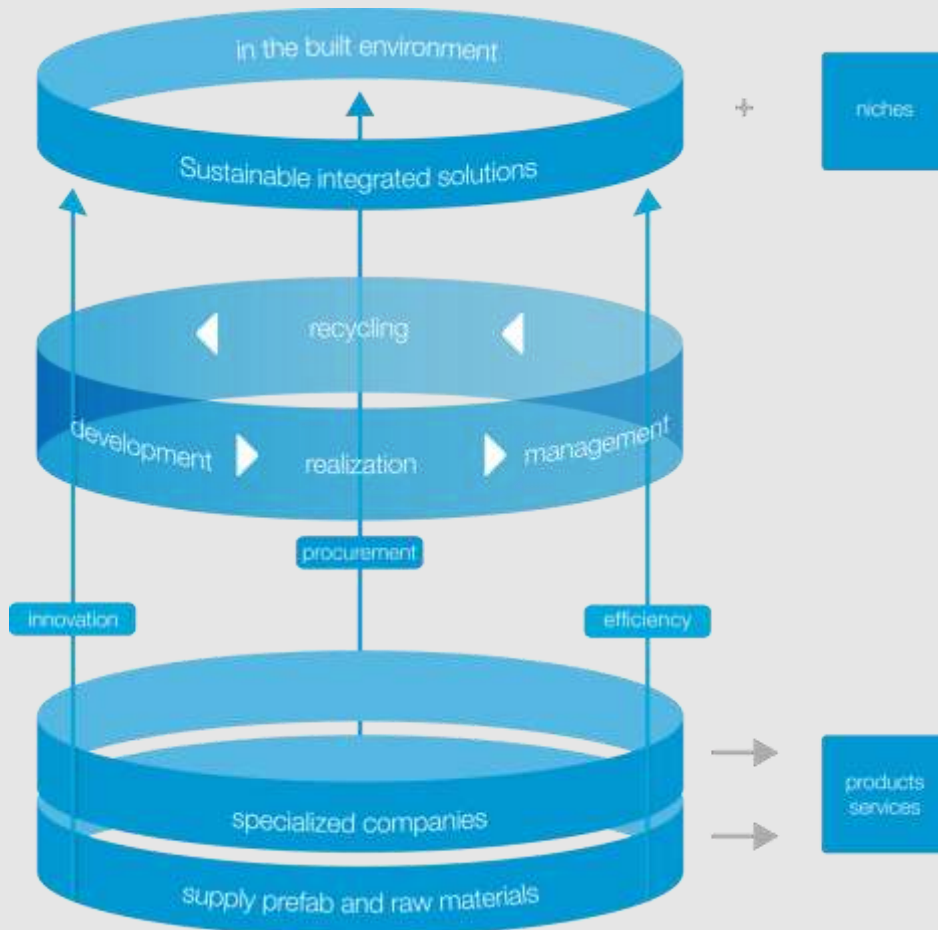 in the built environment
niches
Sustainable integrated solutions
recycling
development
realization
management
procurement
innovation
efficiency
products
services
specialized companies
supply prefab and raw materials